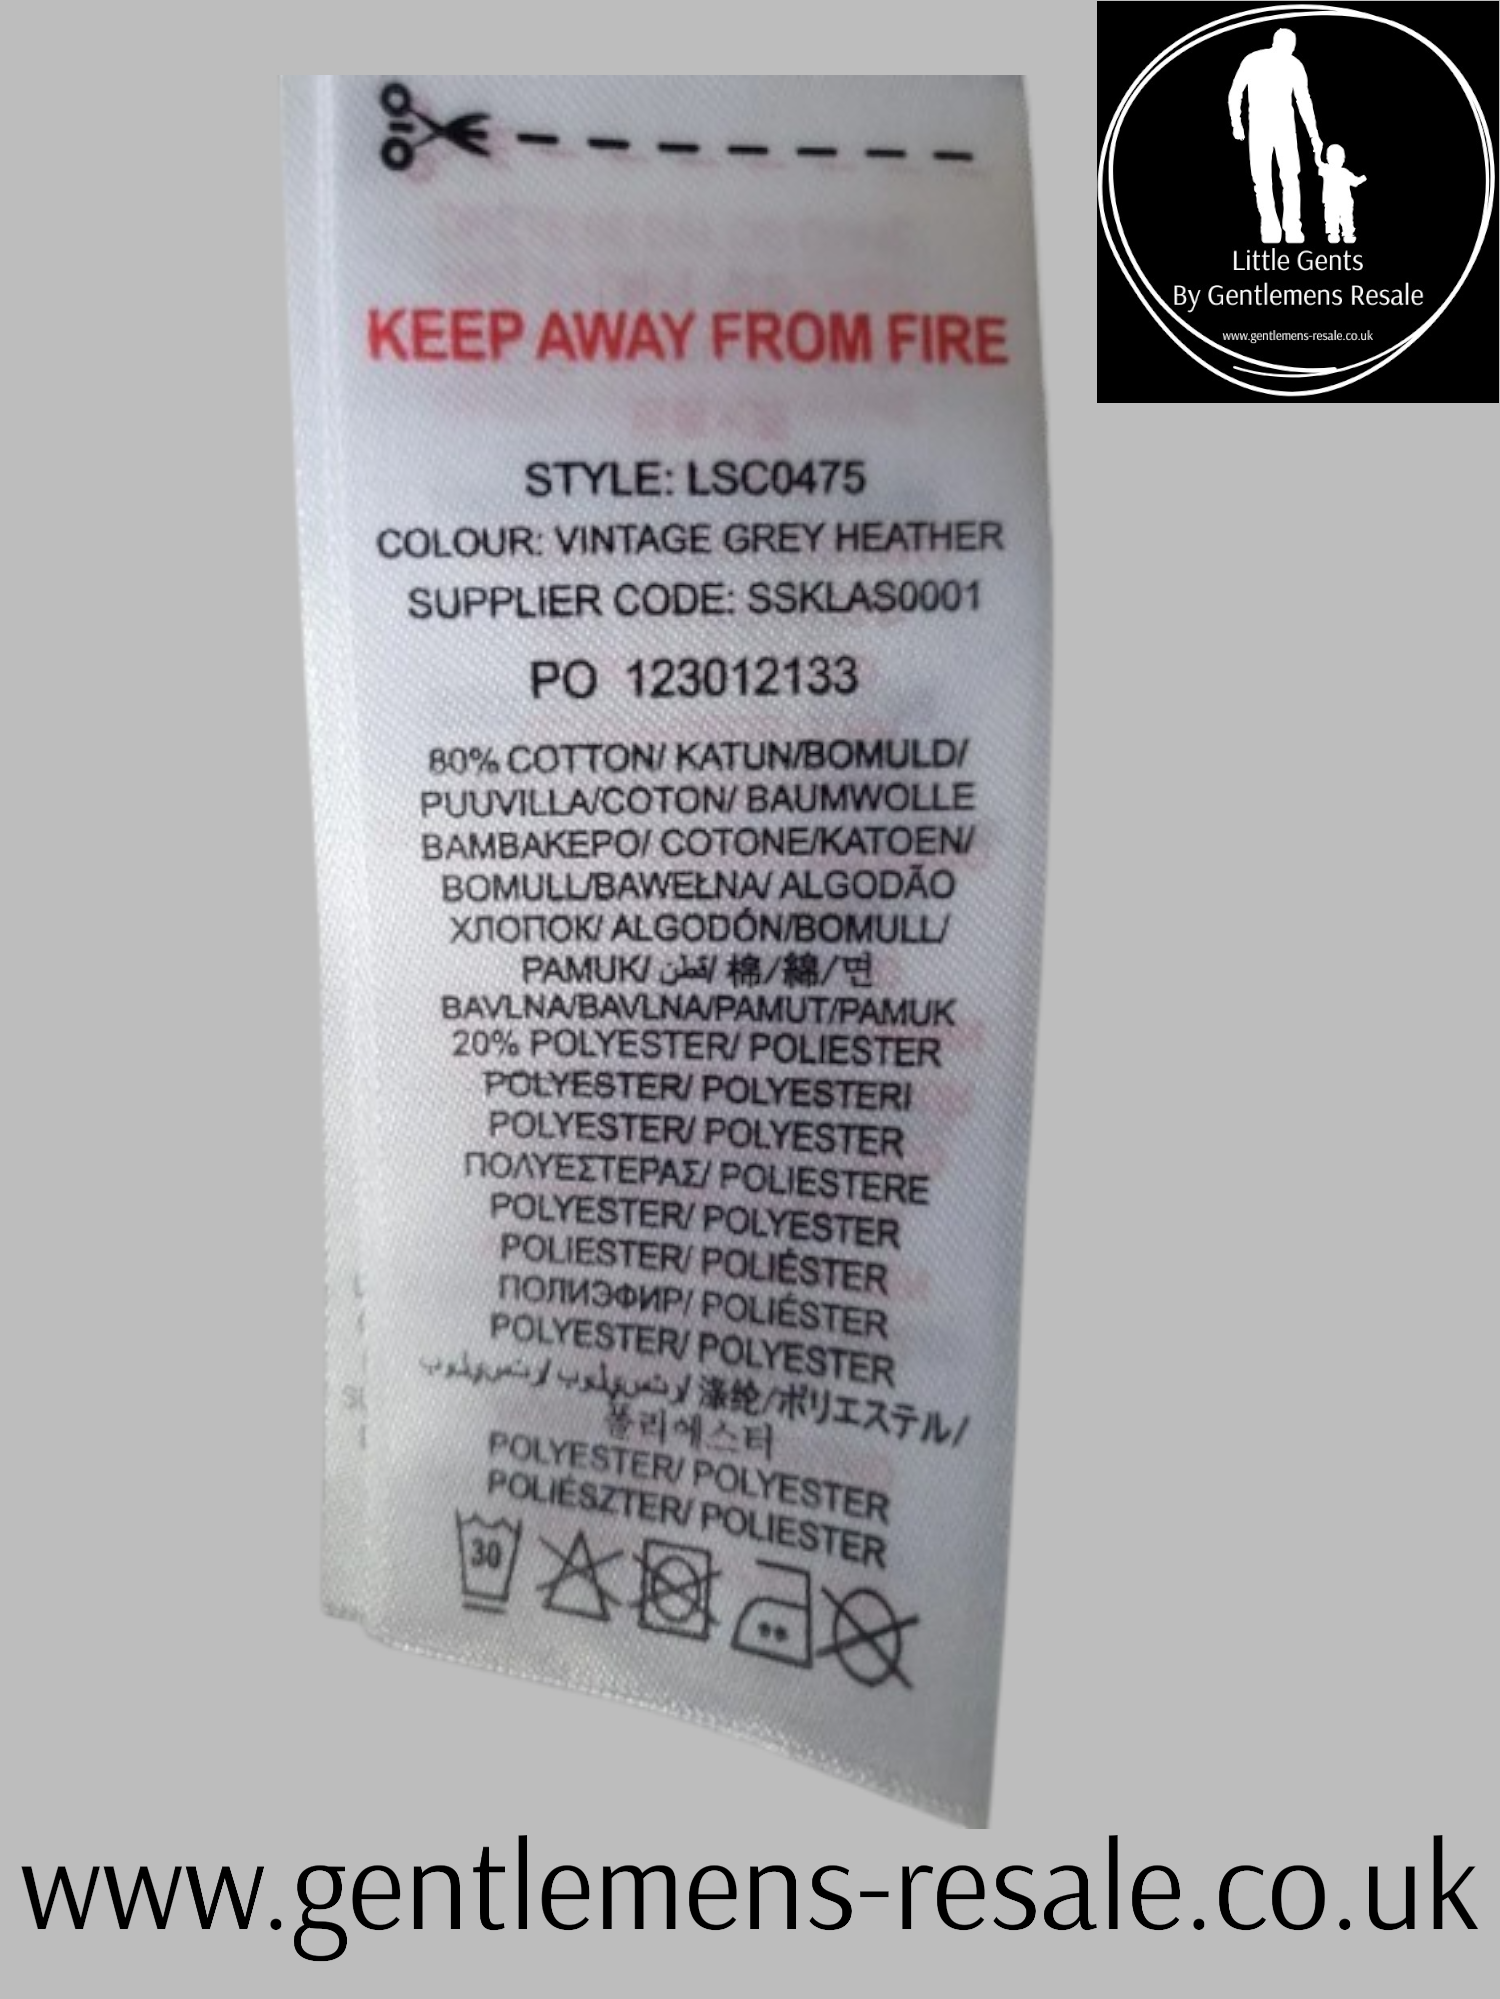 Little Gents
By Gentlemens Resale
www.gentlemens-resale.co.uk
KEEP AWAY FROM FIRE
STYLE: LSC0475
COLOUR: VINTAGE GREY HEATHER
SUPPLIER CODE: SSKLAS0001
PO 123012133
80% COTTON/ KATUN/BOMULD/
PUUVILLA/COTON/ BAUMWOLLE
ΒΑΜΒΑΚΕΡΟ/ COTONE/KATOEN/
BOMULL/BAWEŁNA/ ALGODÃO
ХЛОПОК/ ALGODÓN/BOMULL/
PAMUK/ قطن/ 棉/綿/면
BAVLNA/BAVLNA/PAMUT/PAMUK
20% POLYESTER/ POLIESTER
POLYESTER/ POLYESTERI
POLYESTER/ POLYESTER
ΠΟΛΥΕΣΤΕΡΑΣ/ POLIESTERE
POLYESTER/ POLYESTER
POLIESTER/ POLIÉSTER
ПОЛИЭФИР/ POLIÉSTER
POLYESTER/ POLYESTER
涤纶/ポリエステル/
폴리에스터
POLYESTER/ POLYESTER
POLIÉSZTER/ POLIESTER
30
www.gentlemens-resale.co.uk